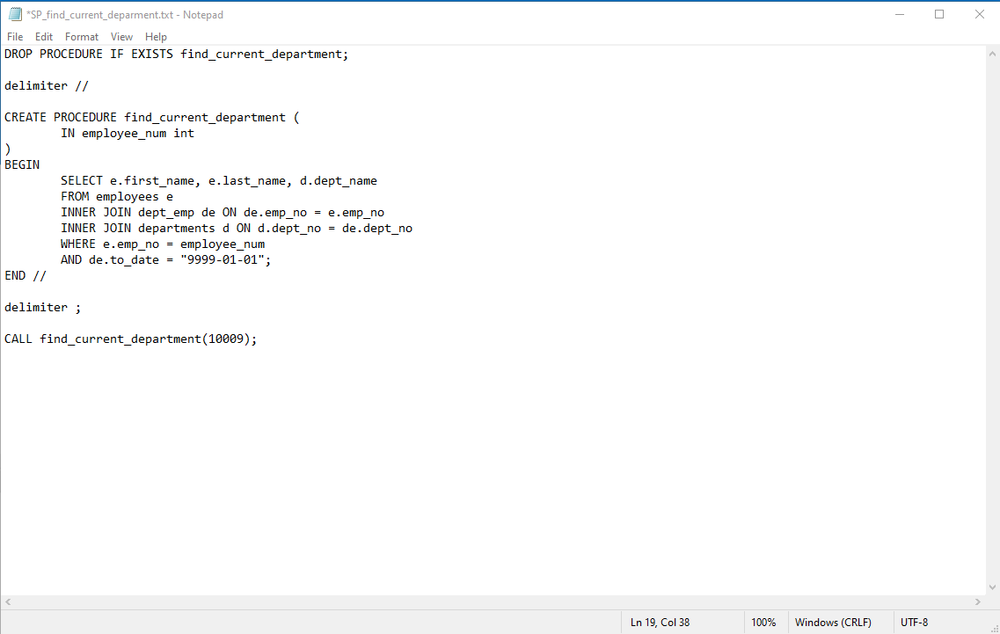 *SP_find_current_deparment.txt - Notepad
File Edit Format View Help
DROP PROCEDURE IF EXISTS find_current_department;
delimiter //
CREATE PROCEDURE find_current_department (
IN employee_num int
)
BEGIN
SELECT e.first_name, e.last_name, d.dept_name
FROM employees e
INNER JOIN dept_emp de ON de.emp_no = e.emp_no
INNER JOIN departments d ON d.dept_no = de.dept_no
WHERE e.emp_no = employee_num
AND de.to_date = "9999-01-01";
END //
delimiter ;
CALL find_current_department(10009);
Ln 19, Col 38 100% Windows (CRLF) UTF-8